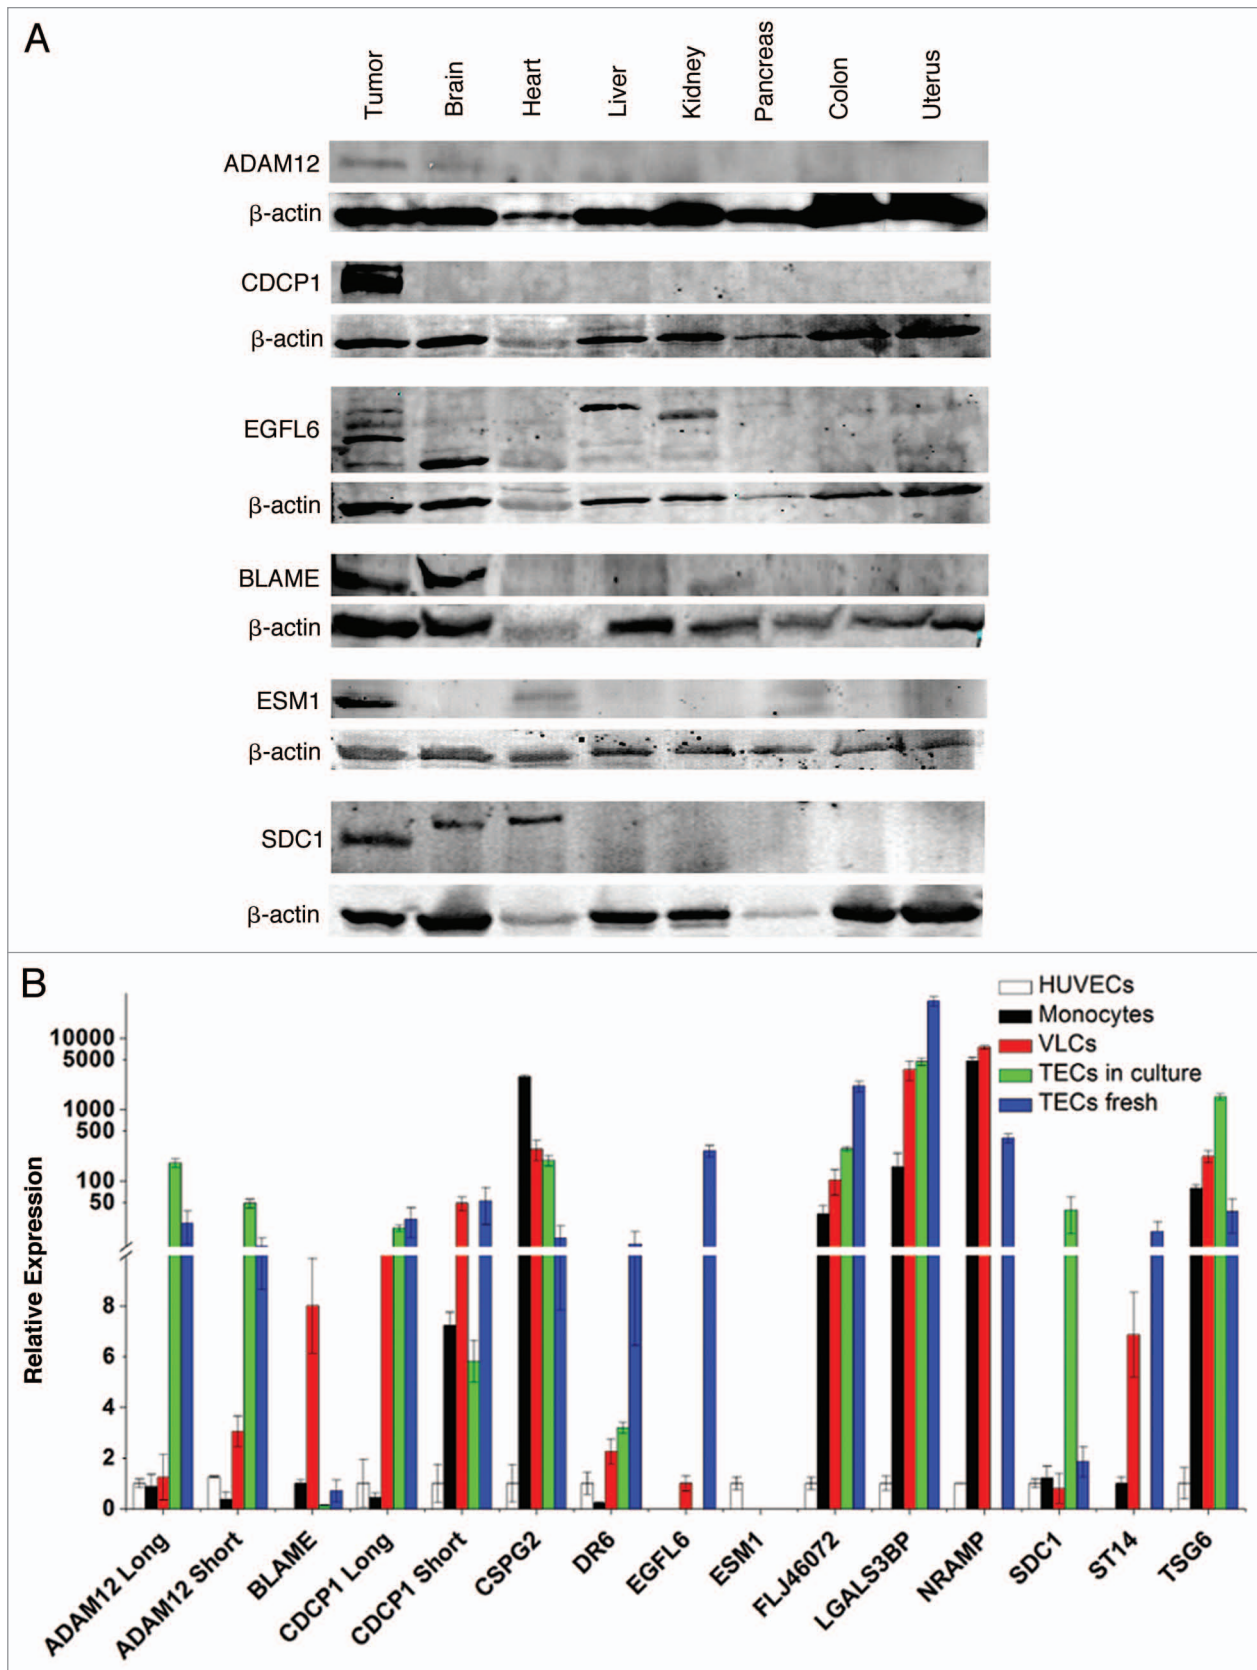 A
Tumor Brain Heart Liver Kidney Pancreas Colon Uterus
ADAM12
β-actin
CDCP1
β-actin
EGFL6
β-actin
BLAME
β-actin
ESM1
β-actin
SDC1
β-actin
B
HUVECs
Monocytes
VLCs
TECs in culture
TECs fresh
Relative Expression
10000
5000
1000
500
100
50
8
6
4
2
0
ADAM12 Long
ADAM12 Short
BLAME
CDCP1 Long
CDCP1 Short
CSPG2
DR6
EGFL6
ESM1
FLJ46072
LGALS3BP
NRAMP
SDC1
ST14
TSG6